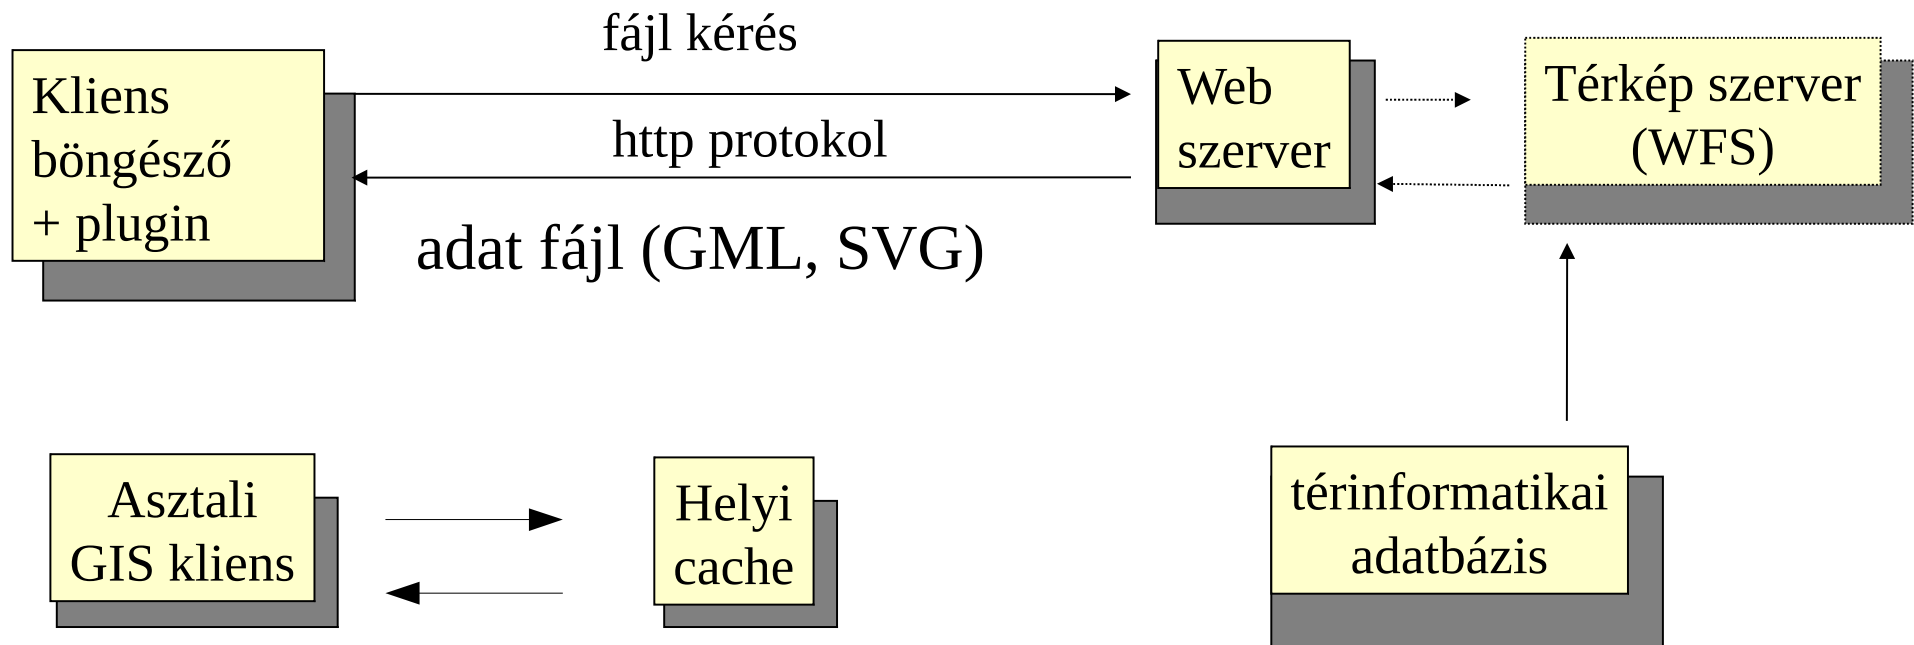 fájl kérés
Kliens
böngésző
+ plugin
http protokol
adat fájl (GML, SVG)
Web
szerver
Térkép szerver
(WFS)
Asztali
GIS kliens
Helyi
cache
térinformatikai
adatbázis